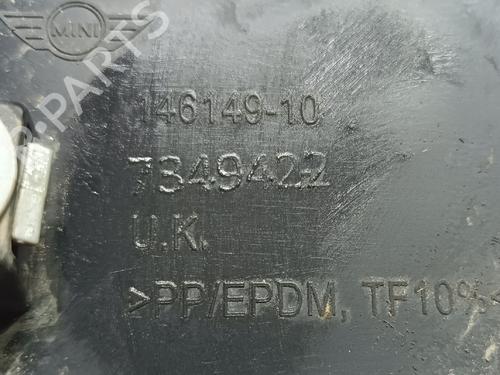 MINI
146149-10
7349422
U.K.
>PP/EPDM, TF10%